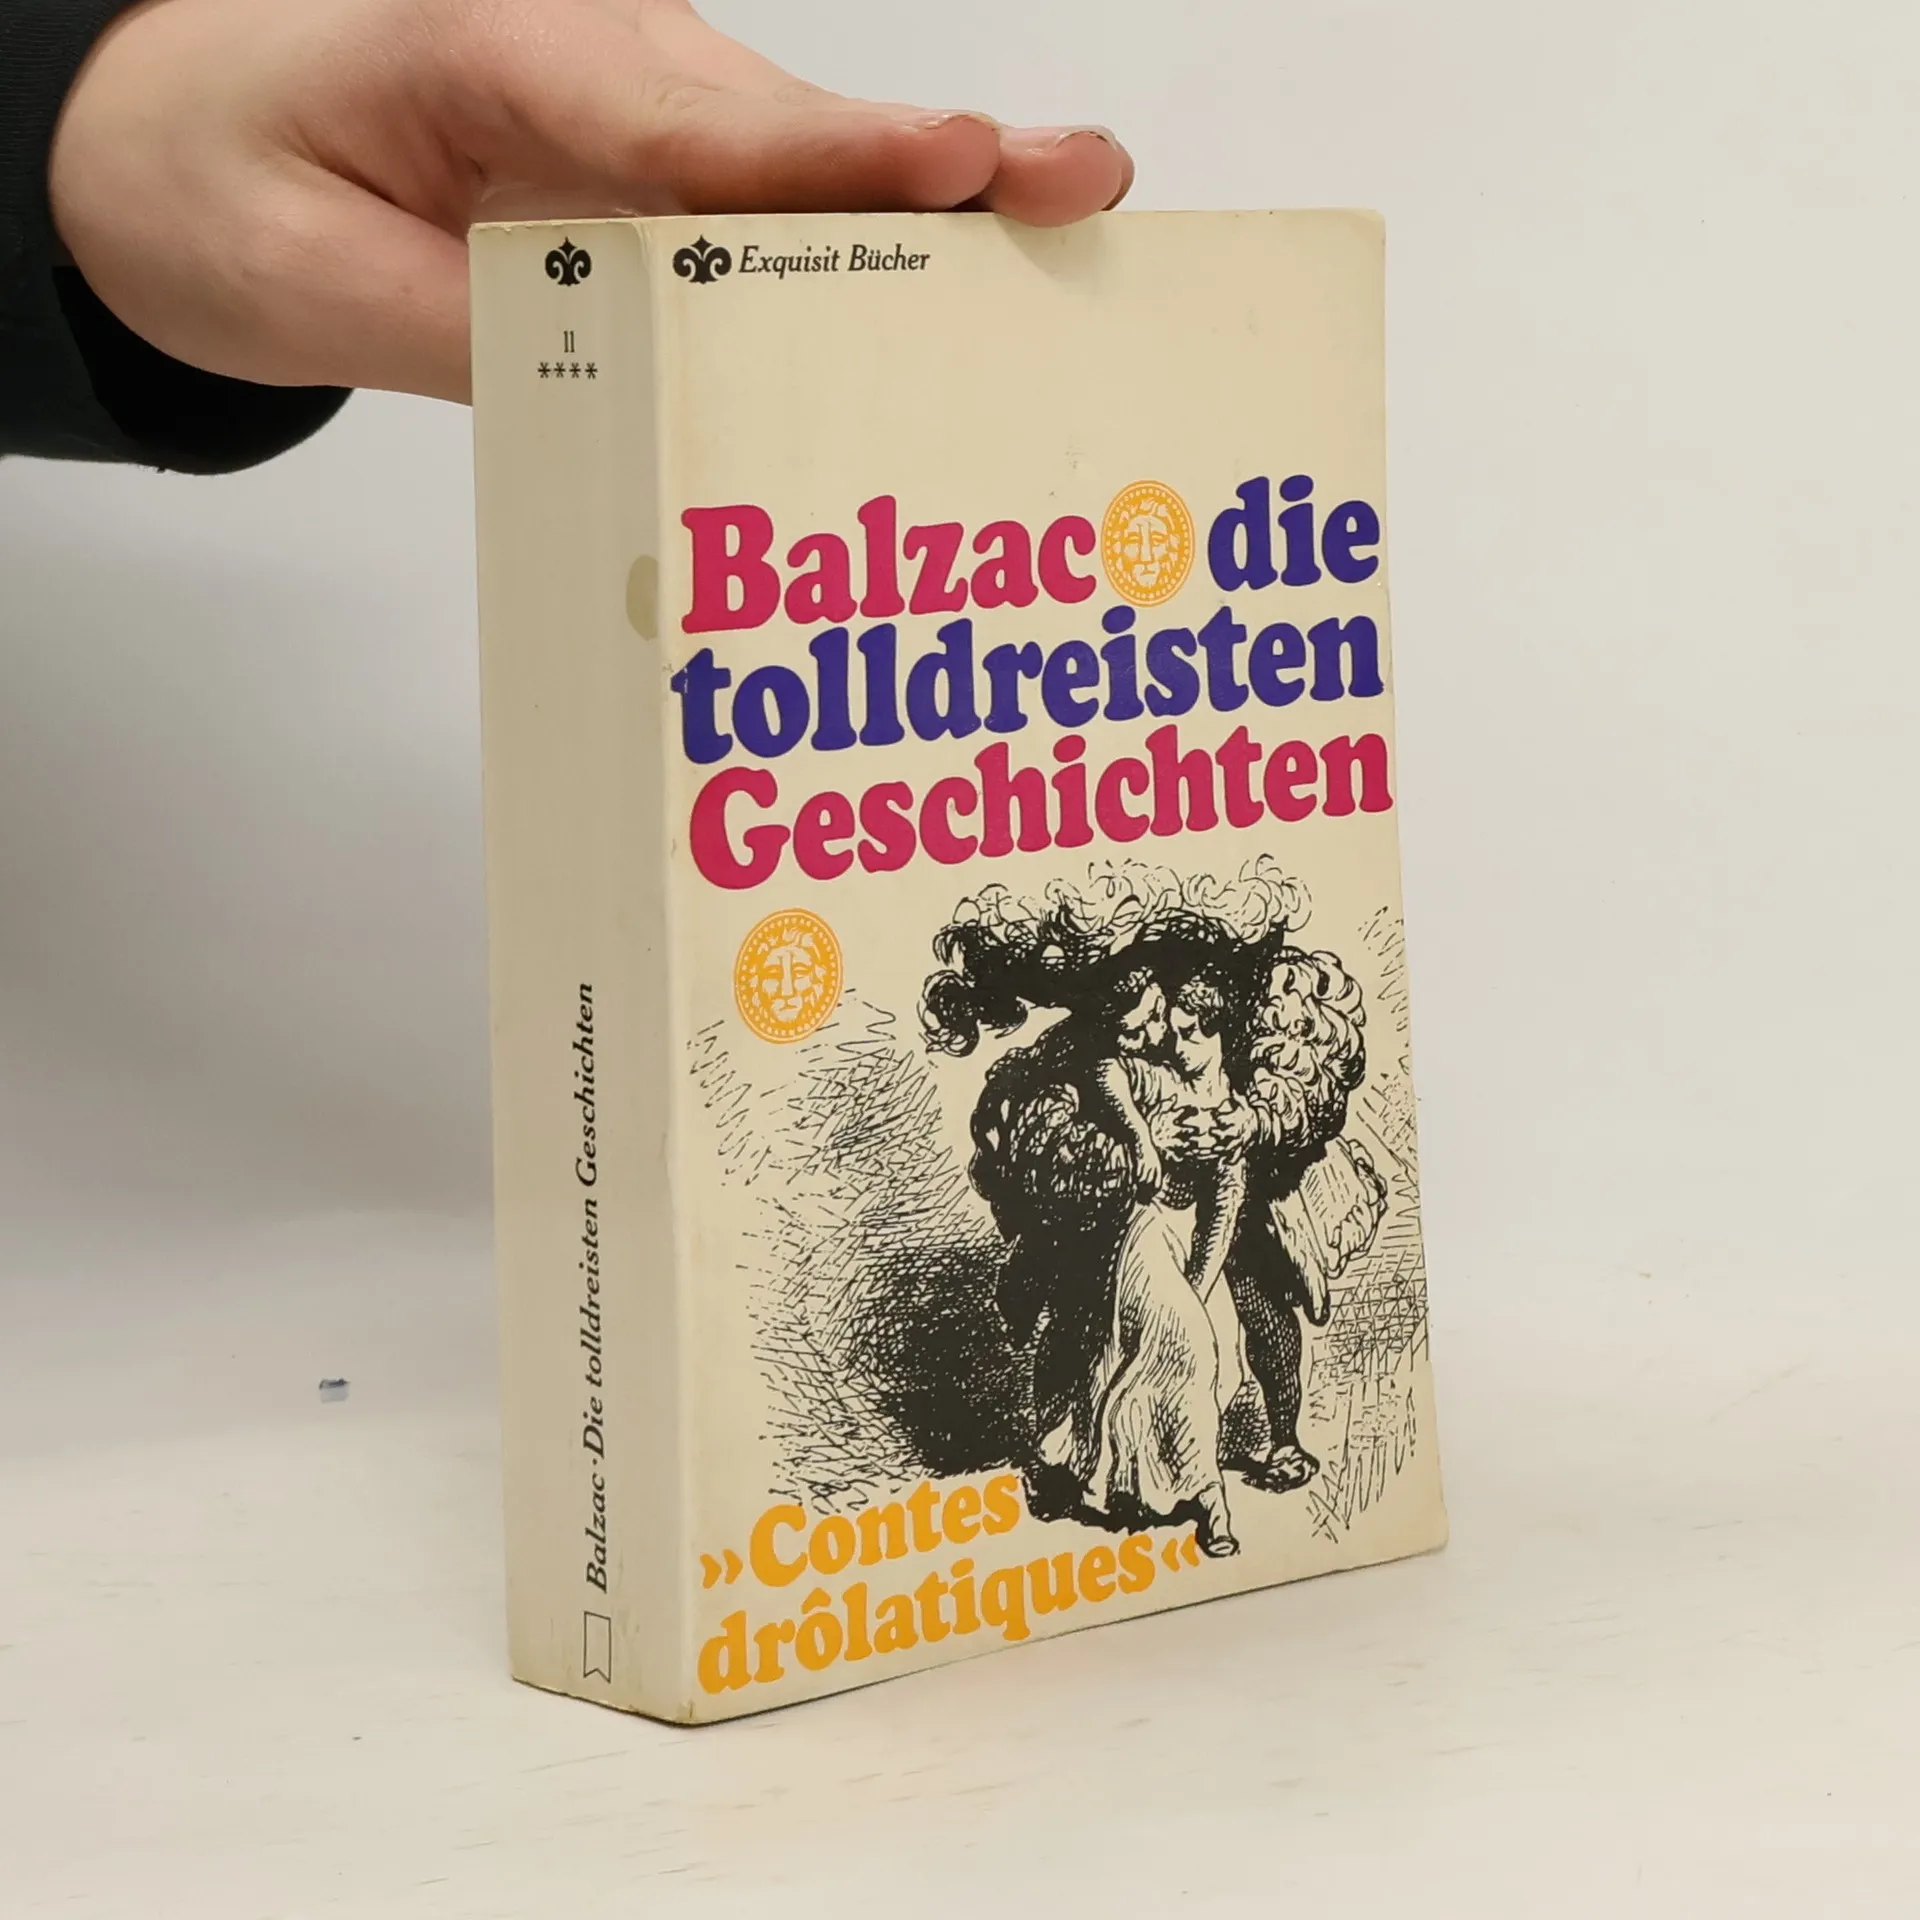 11
****
Balzac · Die tolldreisten Geschichten
Exquisit Bücher
Balzac die
tolldreisten
Geschichten
»Contes
drôlatiques«